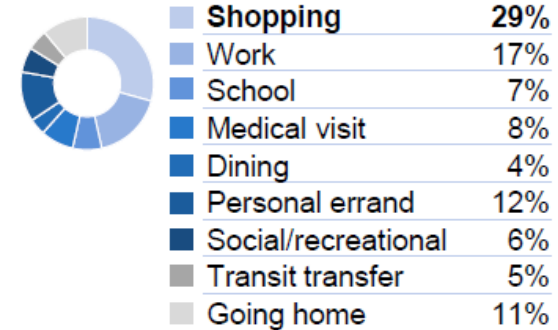 Shopping 29%
Work 17%
School 7%
Medical visit 8%
Dining 4%
Personal errand 12%
Social/recreational 6%
Transit transfer 5%
Going home 11%